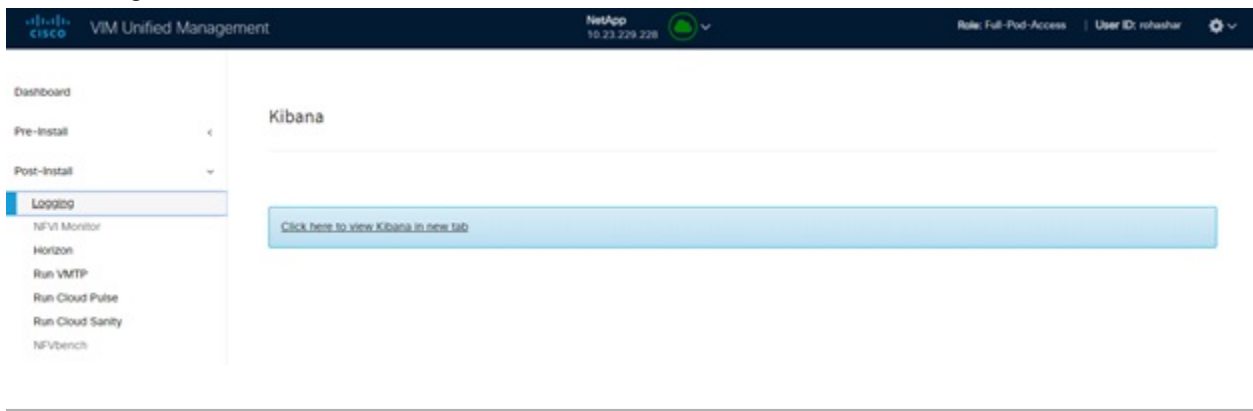 CISCO
VIM Unified Management
NetApp
10.23.229.228
Role: Full-Pod-Access | User ID: rohashar
Dashboard
Pre-Install
Post-Install
Logging
NFVI Monitor
Horizon
Run VMTP
Run Cloud Pulse
Run Cloud Sanity
NFVbench
Kibana
Click here to view Kibana in new tab